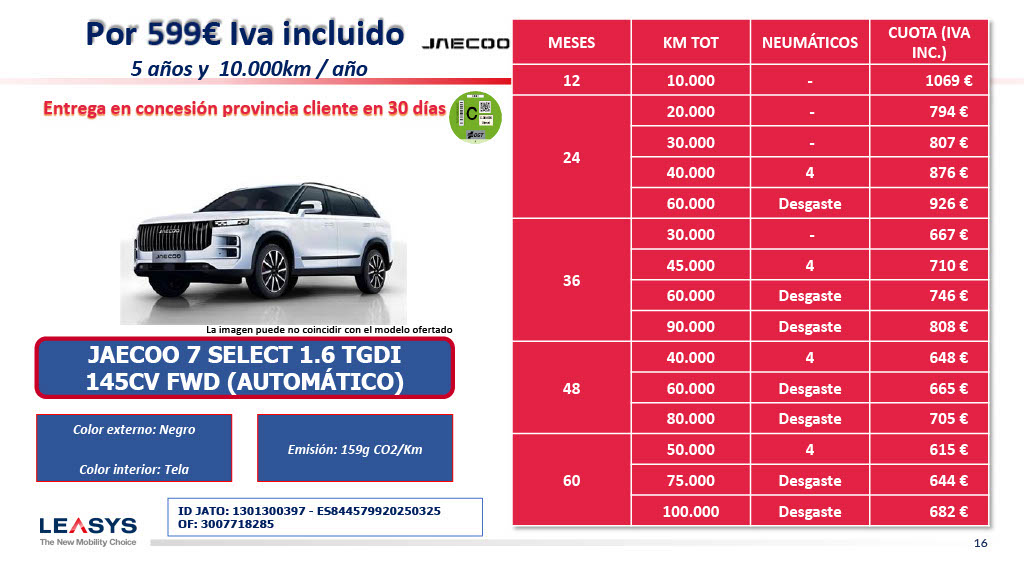 Por 599€ Iva incluido
JAECOO
5 años y 10.000km / año
Entrega en concesión provincia cliente en 30 días
C
DGT
JAECOO
La imagen puede no coincidir con el modelo ofertado
JAECOO 7 SELECT 1.6 TGDI
145CV FWD (AUTOMÁTICO)
Color externo: Negro
Color interior: Tela
Emisión: 159g CO2/Km
ID JATO: 1301300397 - ES844579920250325
OF: 3007718285
LEASYS
The New Mobility Choice
MESES KM TOT NEUMÁTICOS CUOTA (IVA
INC.)
12 10.000 - 1069 €
24
20.000 - 794 €
30.000 - 807 €
40.000 4 876 €
60.000 Desgaste 926 €
36
30.000 - 667 €
45.000 4 710 €
60.000 Desgaste 746 €
90.000 Desgaste 808 €
48
40.000 4 648 €
60.000 Desgaste 665 €
80.000 Desgaste 705 €
60
50.000 4 615 €
75.000 Desgaste 644 €
100.000 Desgaste 682 €
16